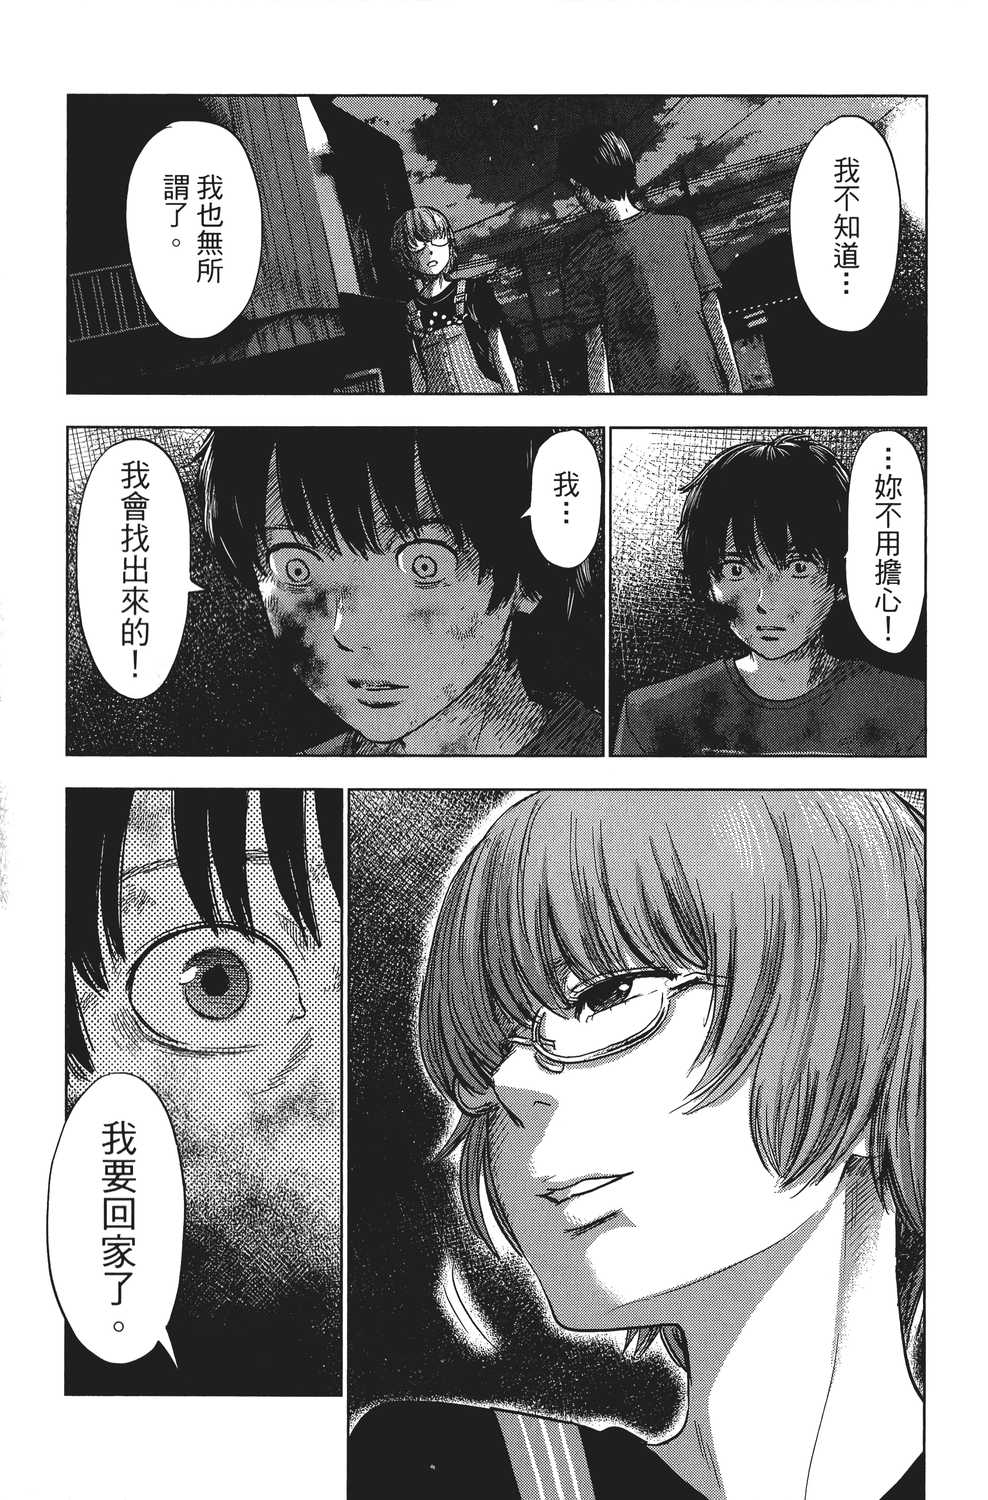 我不知道…
我也無所
謂了。
…妳不用擔心！
我…
我會找出來的！
我要回家了。